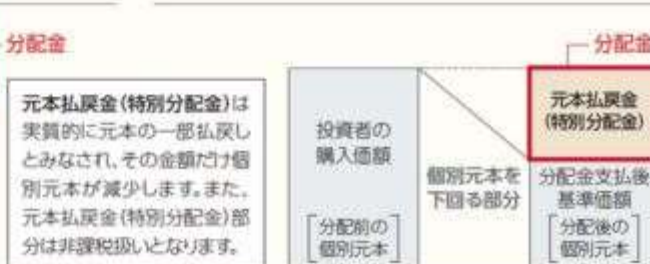 分配金
元本払戻金(特別分配金)は
実質的に元本の一部払戻し
とみなされ、その金額だけ個
別元本が減少します。また、
元本払戻金(特別分配金)部
分は非課税扱いとなります。
投資者の
購入価額
[分配前の
個別元本]
個別元本を
下回る部分
分配金
元本払戻金
(特別分配金)
分配金支払後
基準価額
[分配後の
個別元本]